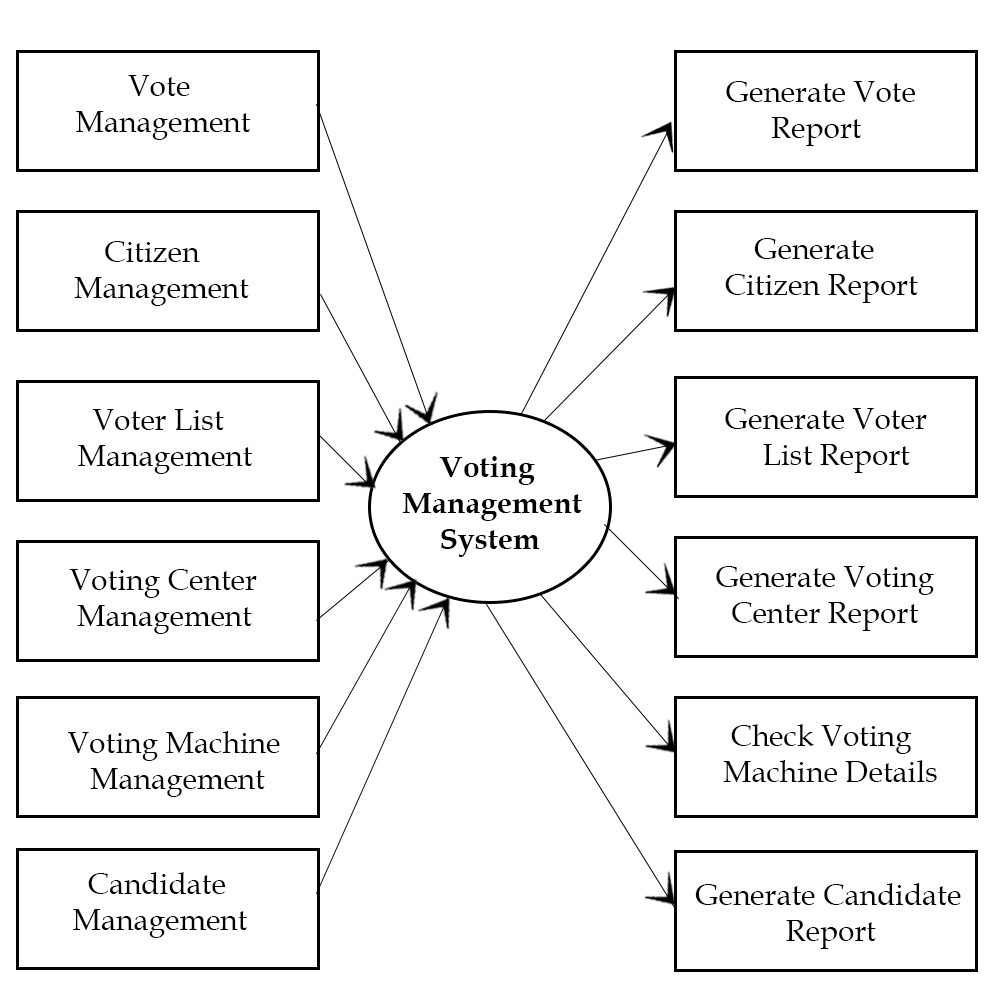 Vote
Management
Citizen
Management
Voter List
Management
Voting Center
Management
Voting Machine
Management
Candidate
Management
Voting
Management
System
Generate Vote
Report
Generate
Citizen Report
Generate Voter
List Report
Generate Voting
Center Report
Check Voting
Machine Details
Generate Candidate
Report